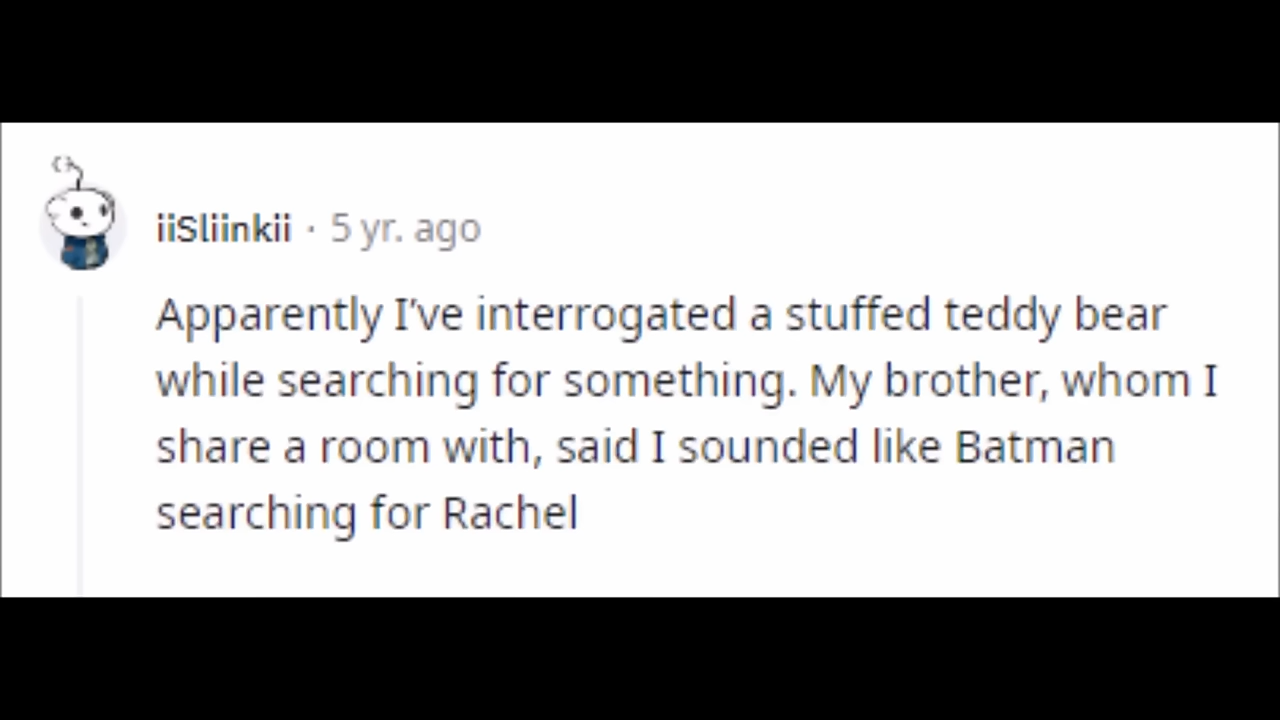 iiSliinkii · 5 yr. ago
Apparently I’ve interrogated a stuffed teddy bear
while searching for something. My brother, whom I
share a room with, said I sounded like Batman
searching for Rachel